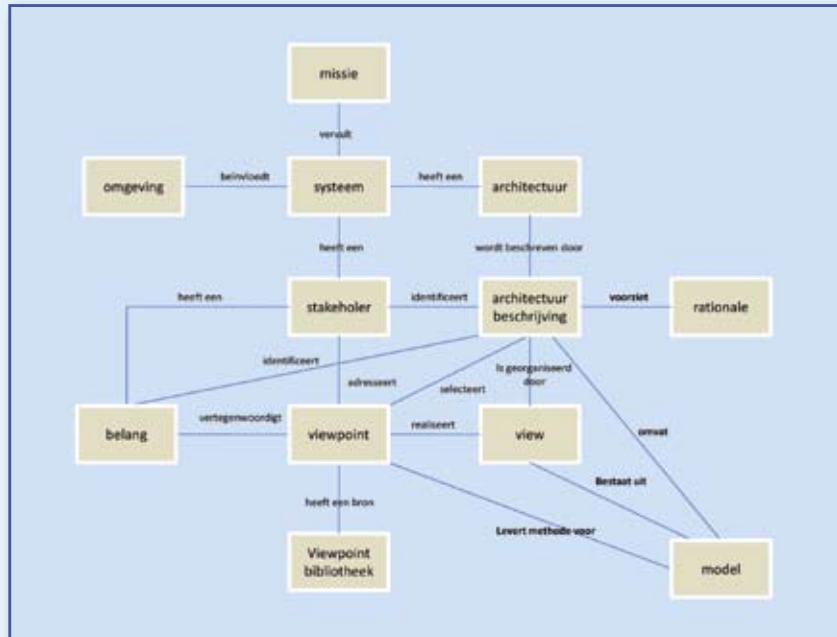 missie
vervult
omgeving
beïnvloedt
systeem
heeft een
architectuur
heeft een
wordt beschreven door
heeft een
stakeholer
identificeert
architectuur
beschrijving
voorziet
rationale
identificeert
Is georganiseerd
door
adresseert
selecteert
belang
vertegenwoordigt
viewpoint
realiseert
view
omvat
Bestaat uit
heeft een bron
Levert methode voor
Viewpoint
bibliotheek
model